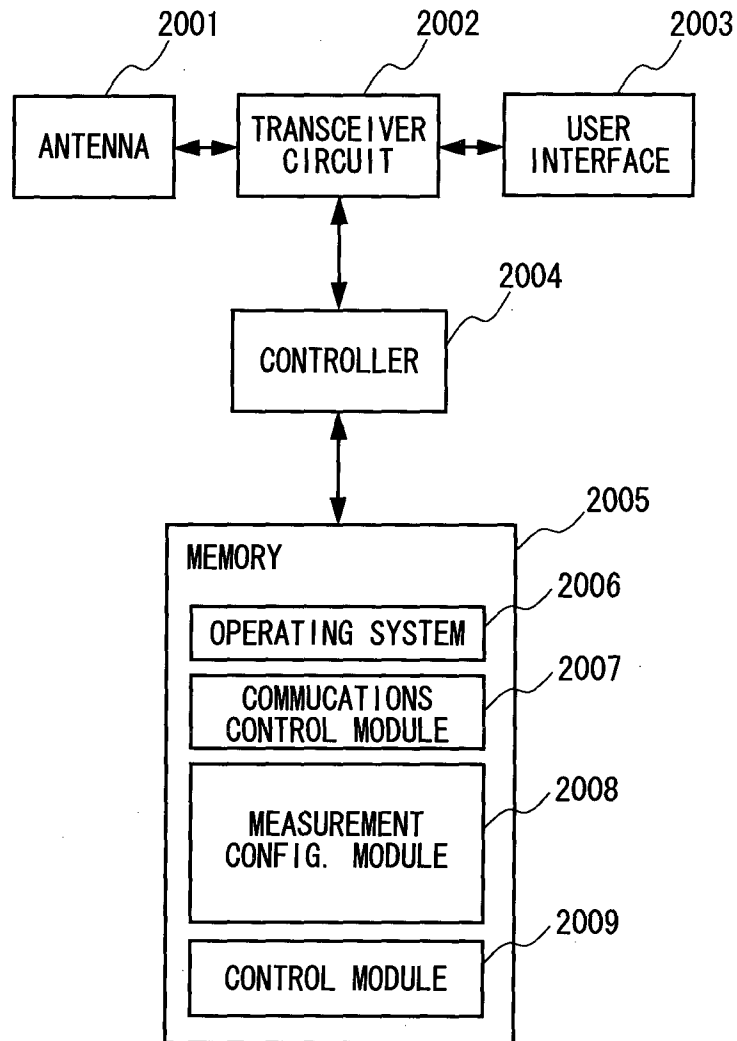 2001
2002
2003
ANTENNA
TRANSCEIVER
CIRCUIT
USER
INTERFACE
2004
CONTROLLER
2005
MEMORY
2006
OPERATING SYSTEM
2007
COMMUCATIONS
CONTROL MODULE
2008
MEASUREMENT
CONFIG. MODULE
2009
CONTROL MODULE